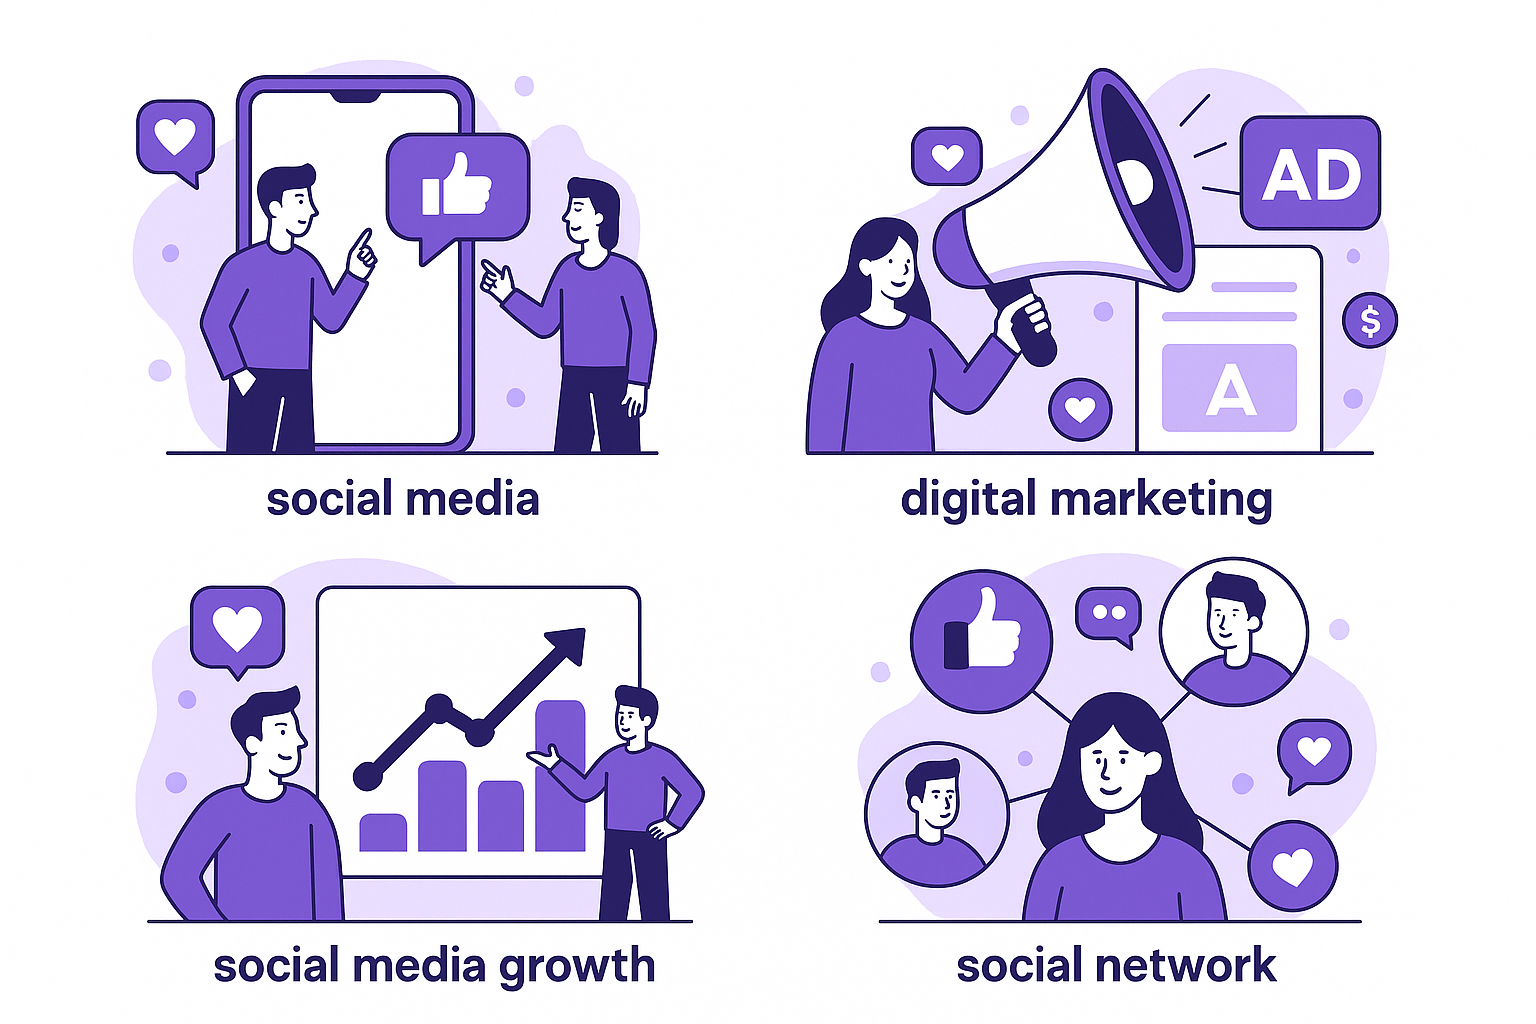 AD
$
A
social media
digital marketing
social media growth
social network